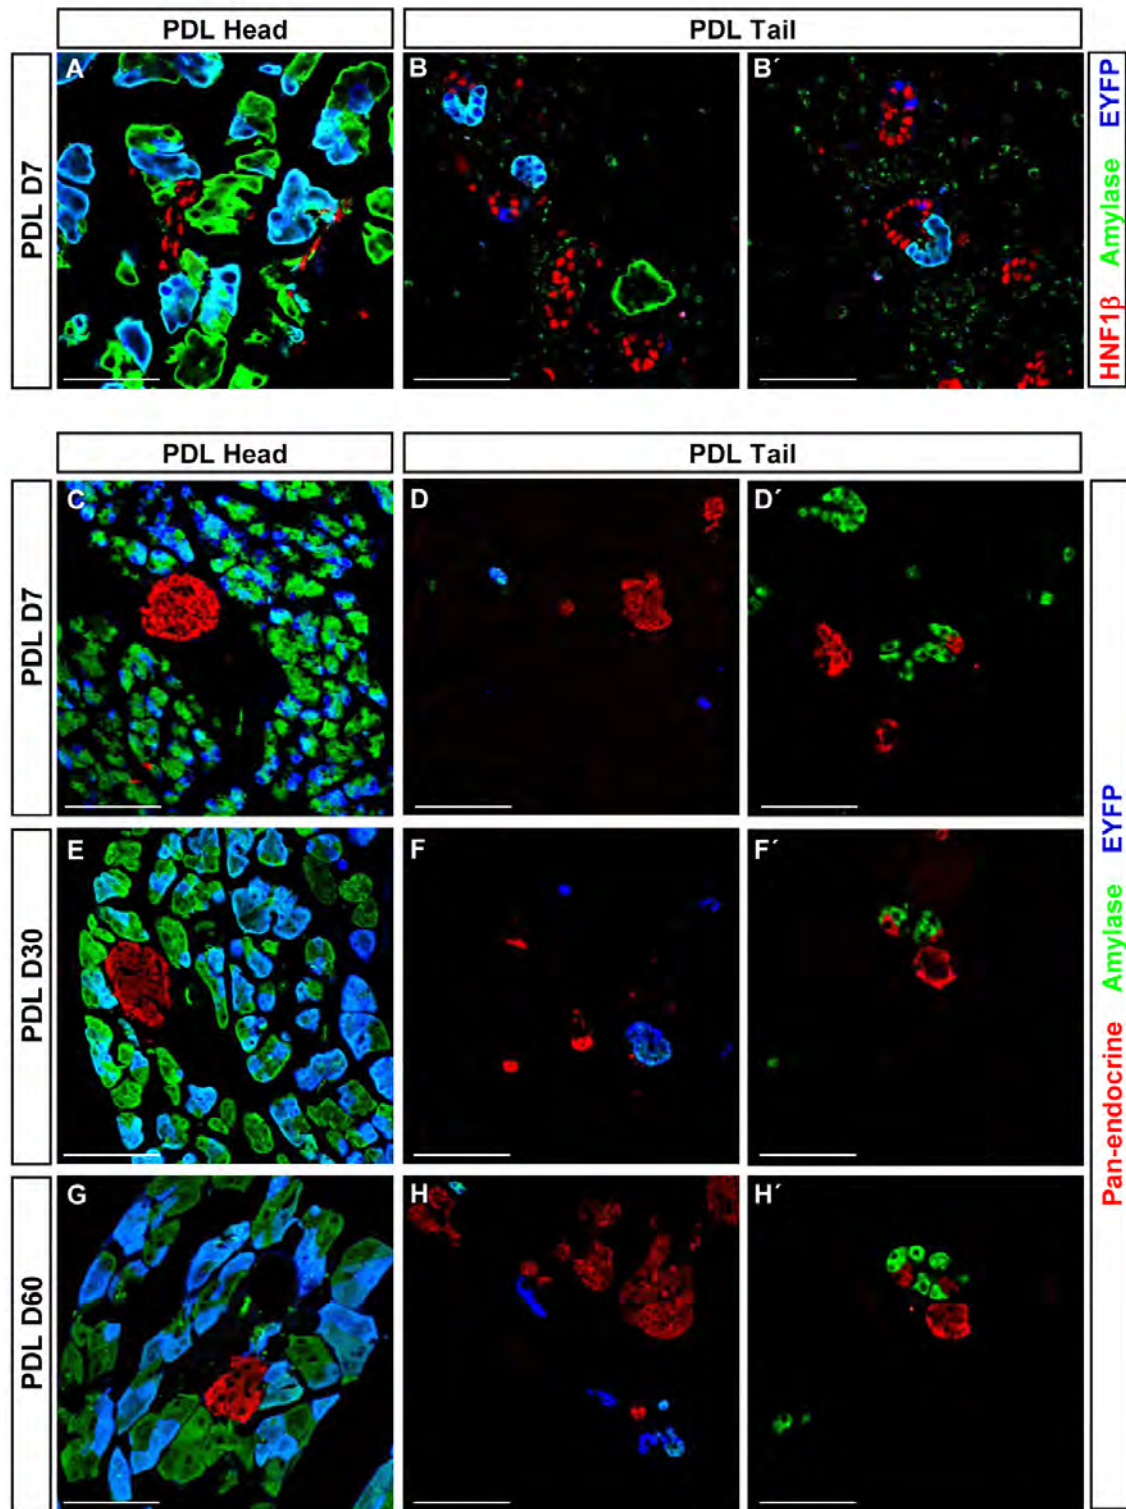 PDL Head
PDL Tail
PDL D7
A
B
B´
HNF1β Amylase EYFP
PDL Head
PDL Tail
PDL D7
C
D
D´
PDL D30
E
F
F´
PDL D60
G
H
H´
Pan-endocrine Amylase EYFP